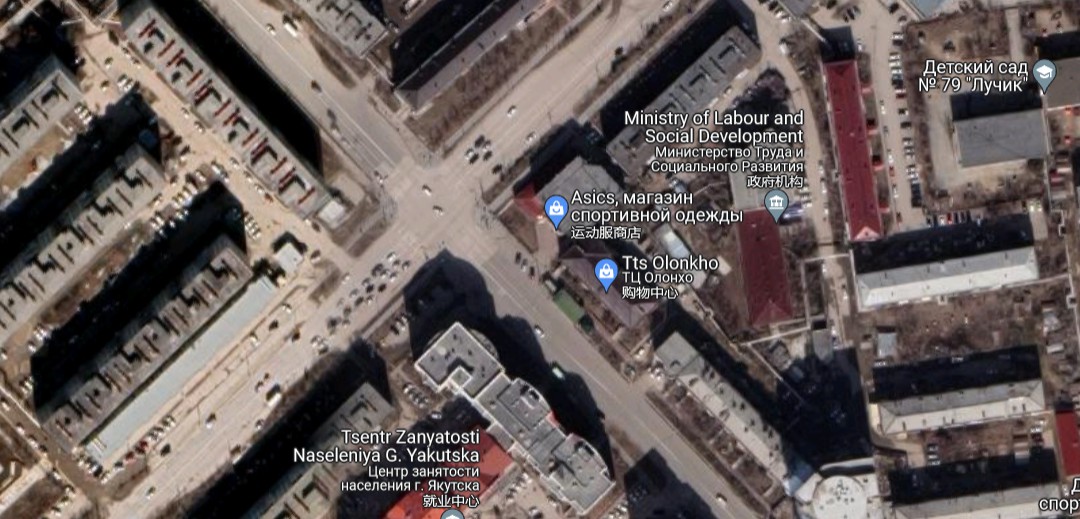 Детский сад
№ 79 "Лучик"
Ministry of Labour and
Social Development
Министерство Труда и
Социального Развития
政府机构
Asics, магазин
спортивной одежды
运动服商店
Tts Olonkho
ТЦ Олонхо
购物中心
Tsentr Zanyatosti
Naseleniya G. Yakutska
Центр занятости
населения г. Якутска
就业中心